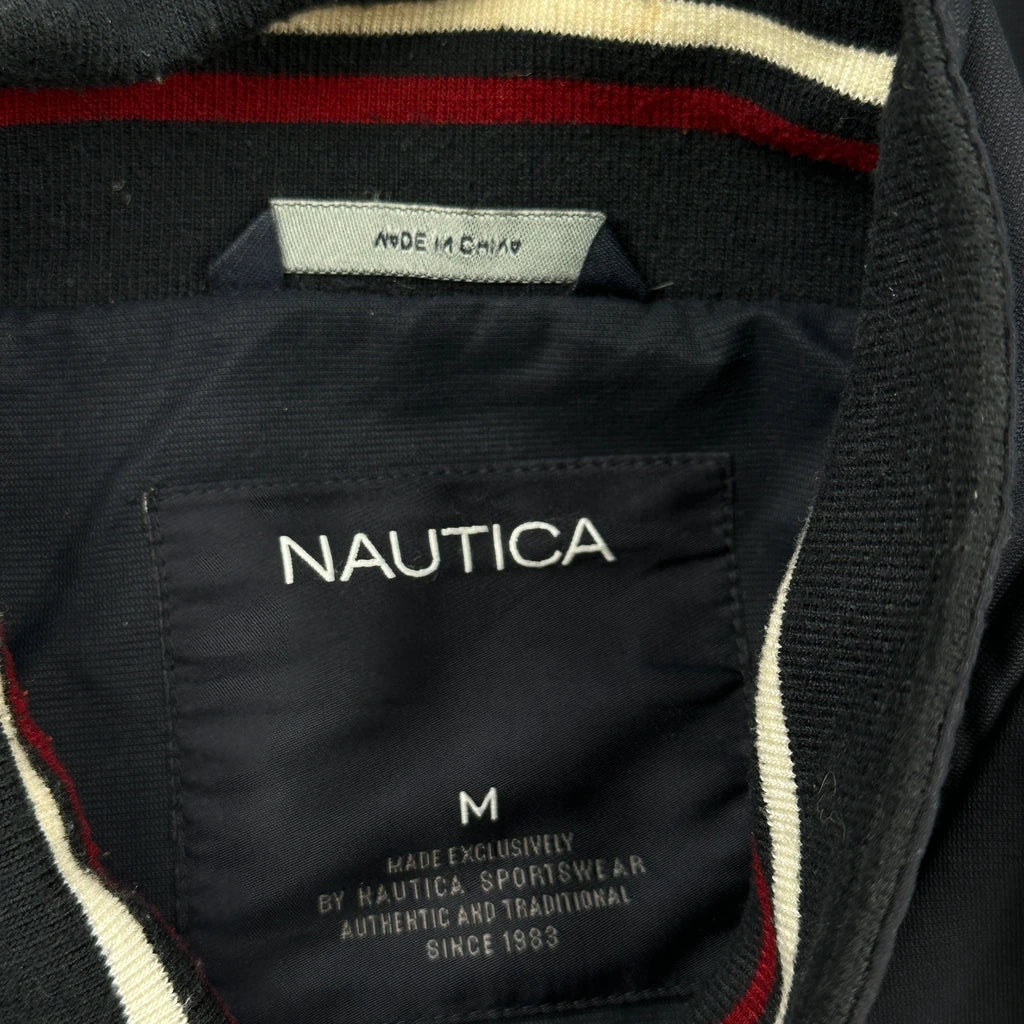 MADE IN CHINA
NAUTICA
M
MADE EXCLUSIVELY
BY NAUTICA SPORTSWEAR
AUTHENTIC AND TRADITIONAL
SINCE 1983